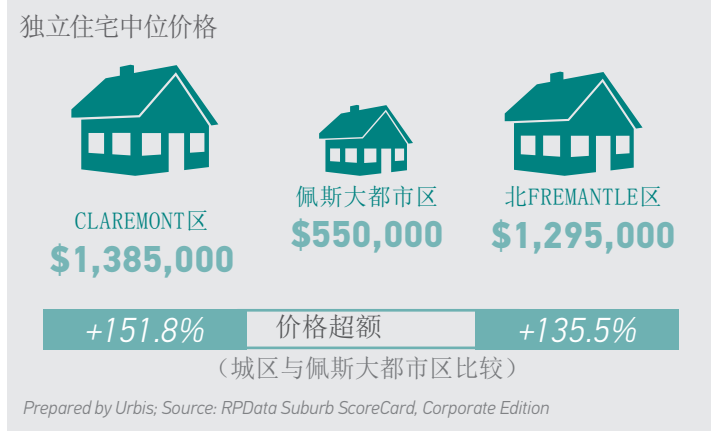 独立住宅中位价格
CLAREMONT区
$1,385,000
佩斯大都市区
$550,000
北FREMANTLE区
$1,295,000
+151.8%
价格超额
+135.5%
（城区与佩斯大都市区比较）
Prepared by Urbis; Source: RPData Suburb ScoreCard, Corporate Edition